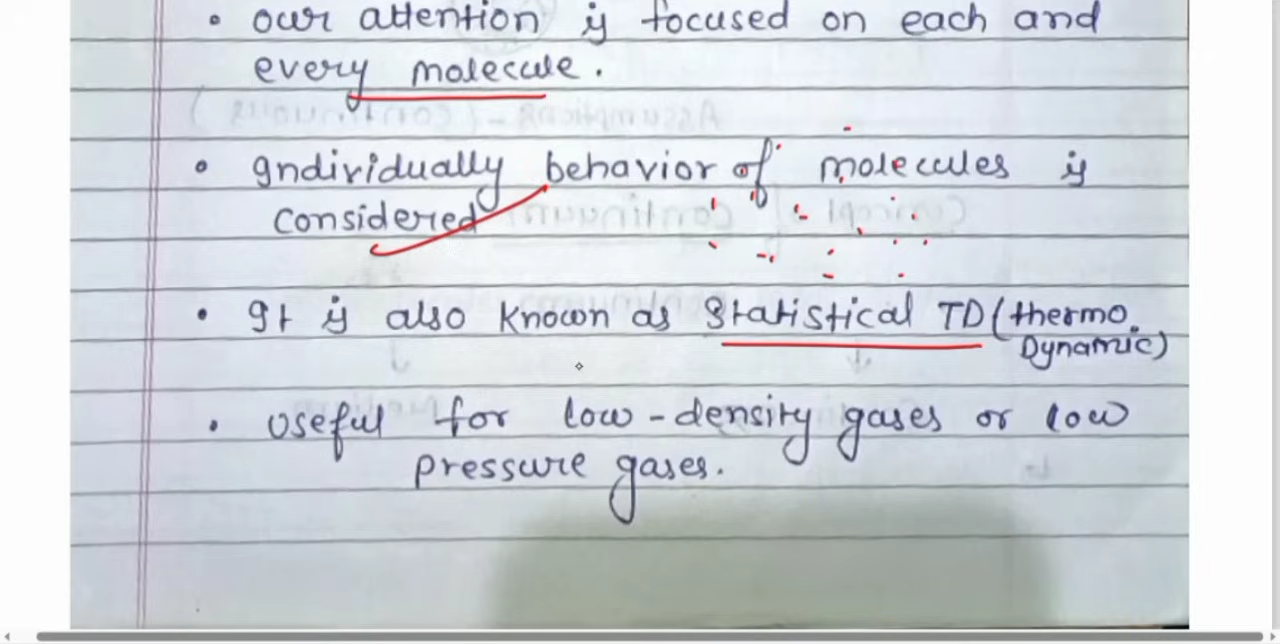 • our attention is focused on each and
every molecule.
• Individually behavior of molecules is
considered
• It is also known as Statistical TD (thermo.
Dynamic)
• Useful for low-density gases or low
pressure gases.